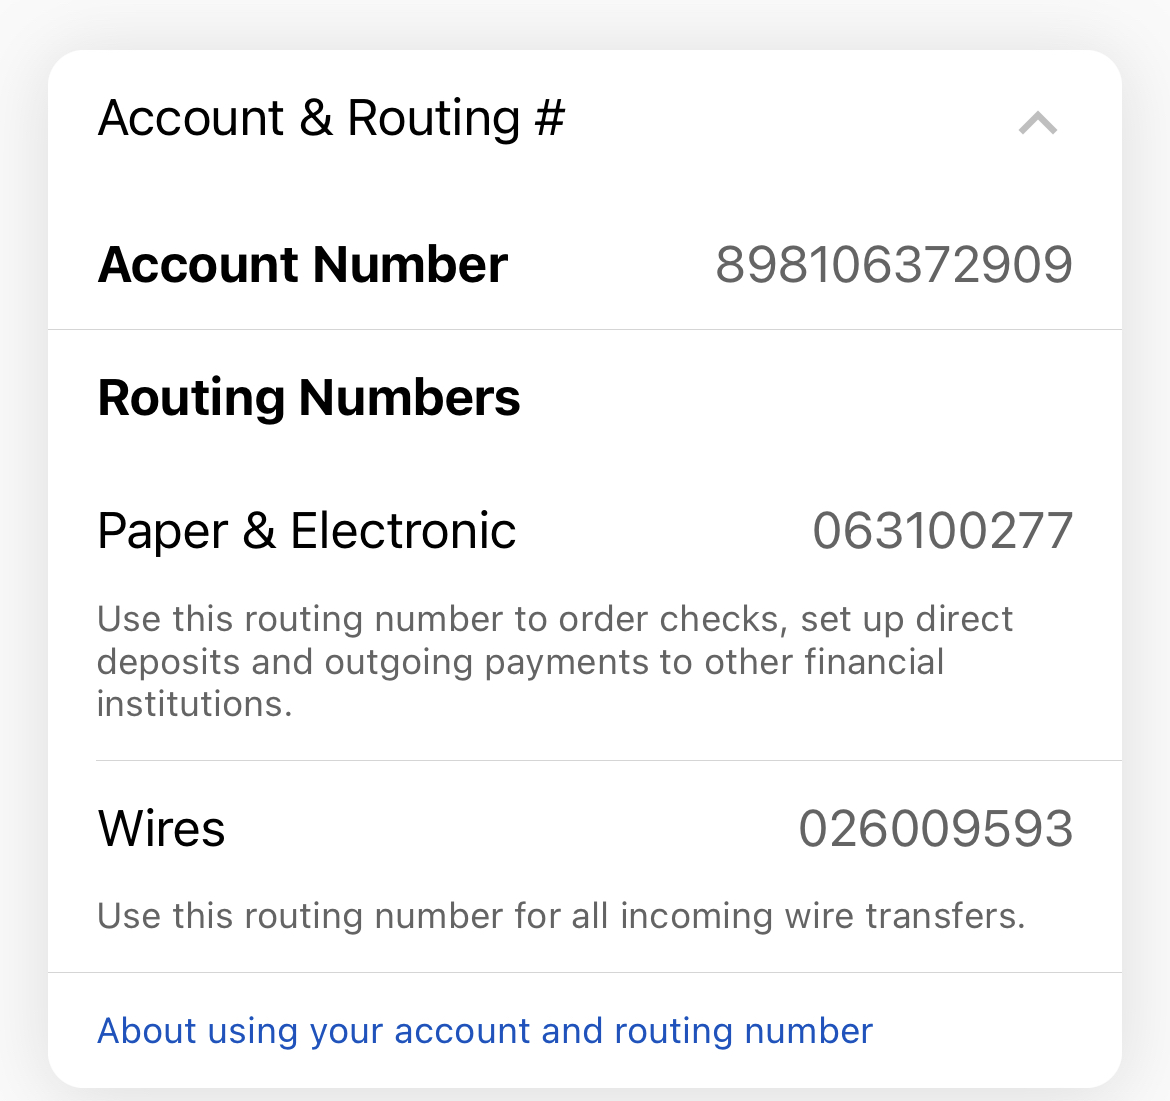 Account & Routing #
Account Number 898106372909
Routing Numbers
Paper & Electronic 063100277
Use this routing number to order checks, set up direct
deposits and outgoing payments to other financial
institutions.
Wires 026009593
Use this routing number for all incoming wire transfers.
About using your account and routing number